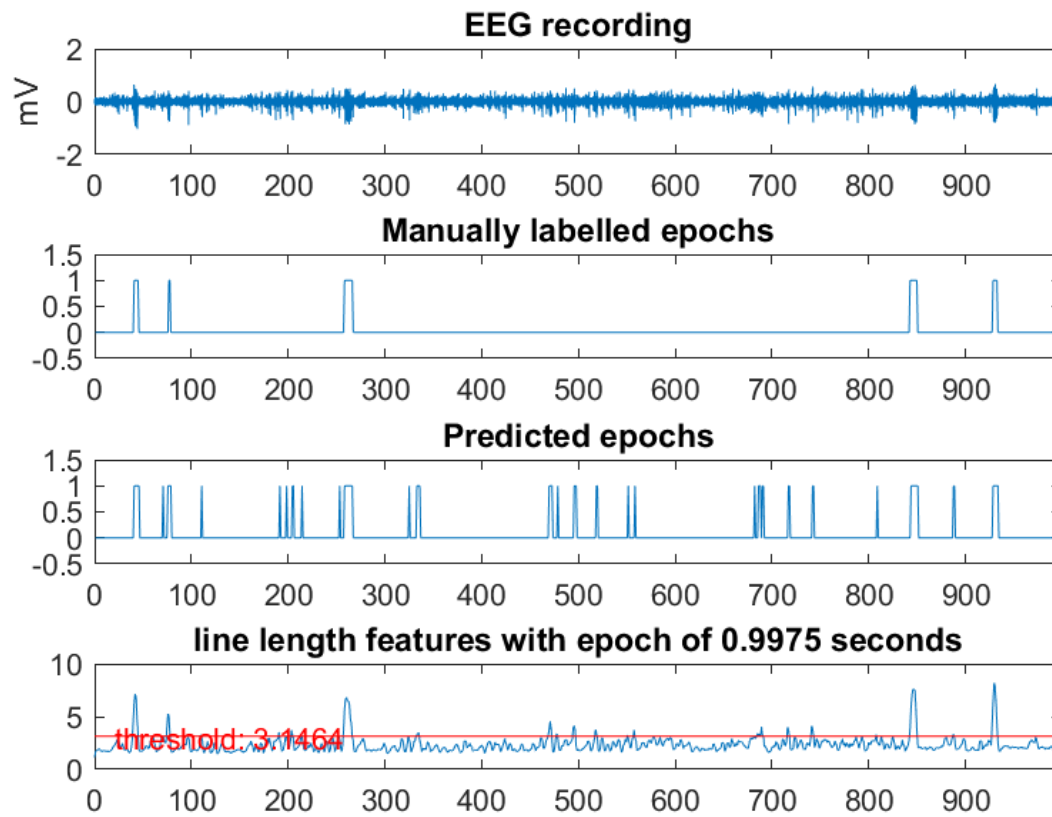 EEG recording
2
0
-2
mV
0 100 200 300 400 500 600 700 800 900
Manually labelled epochs
1.5
1
0.5
0
-0.5
0 100 200 300 400 500 600 700 800 900
Predicted epochs
1.5
1
0.5
0
-0.5
0 100 200 300 400 500 600 700 800 900
line length features with epoch of 0.9975 seconds
10
5
threshold: 3.1464
0
0 100 200 300 400 500 600 700 800 900